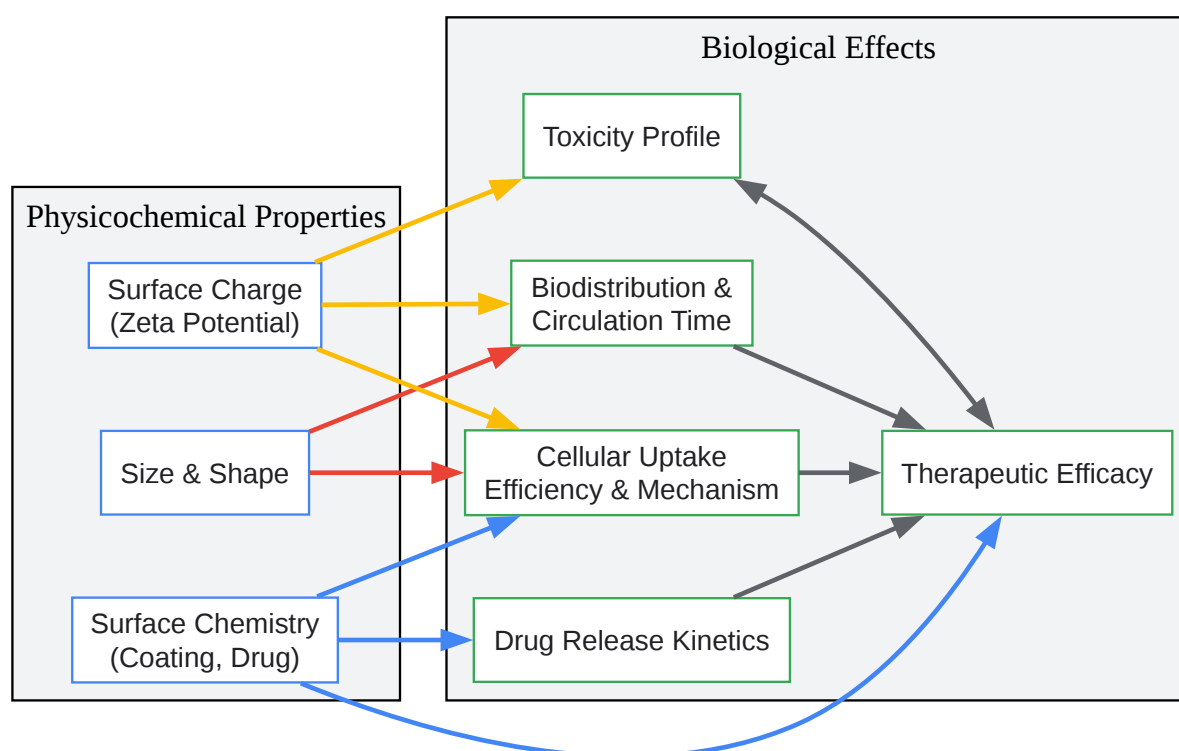 Biological Effects
Toxicity Profile
Physicochemical Properties
Surface Charge
(Zeta Potential)
Biodistribution &
Circulation Time
Size & Shape
Cellular Uptake
Efficiency & Mechanism
Therapeutic Efficacy
Surface Chemistry
(Coating, Drug)
Drug Release Kinetics